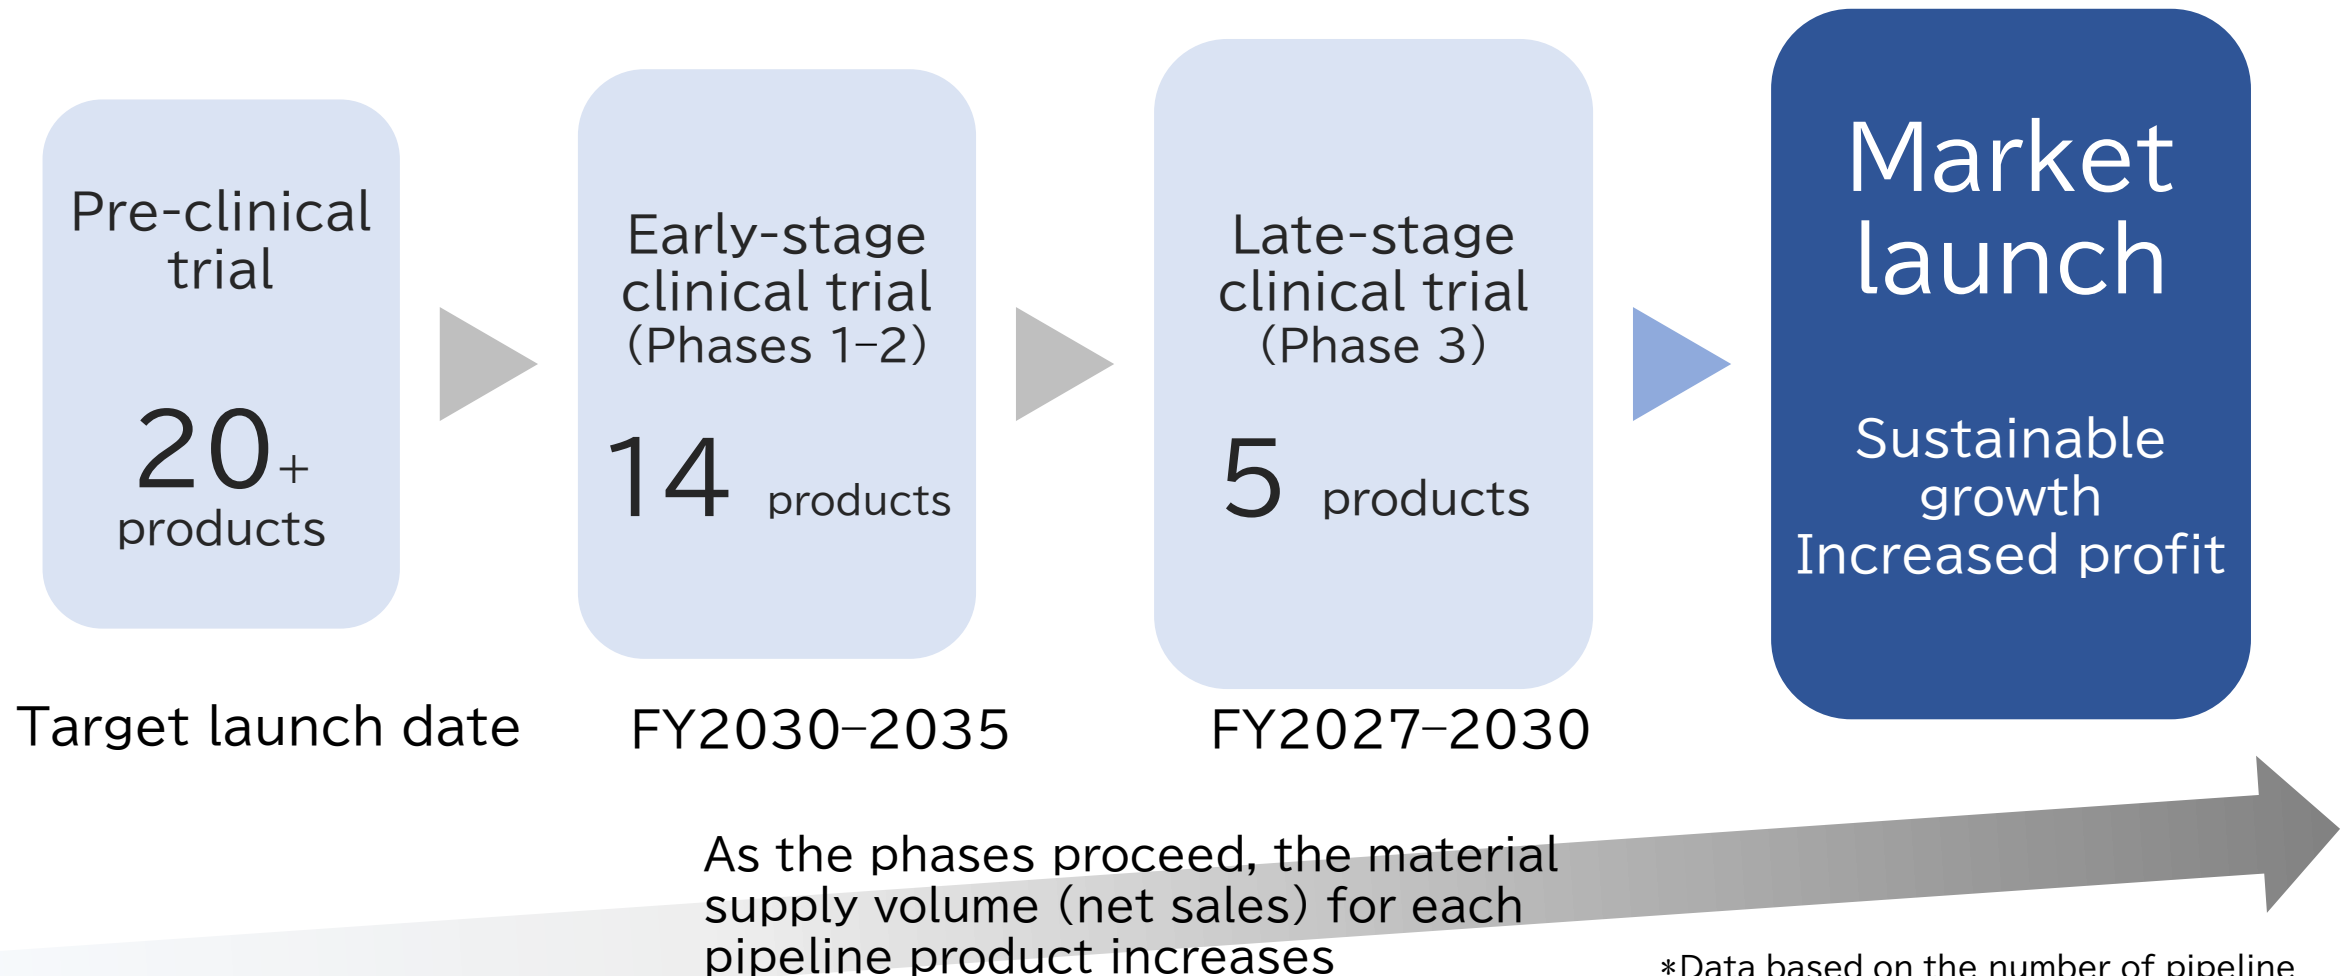 Pre-clinical
trial
20+
products
Early-stage
clinical trial
(Phases 1–2)
14 products
Late-stage
clinical trial
(Phase 3)
5 products
Market
launch
Sustainable
growth
Increased profit
Target launch date
FY2030–2035
FY2027–2030
As the phases proceed, the material
supply volume (net sales) for each
pipeline product increases
*Data based on the number of pipeline